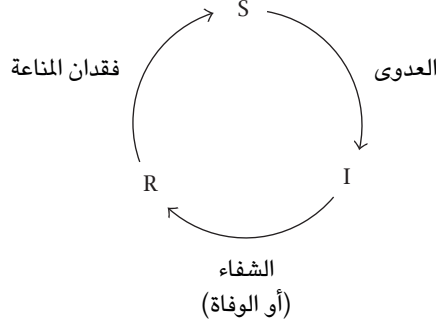 S
العدوى
فقدان المناعة
I
R
الشفاء
(أو الوفاة)